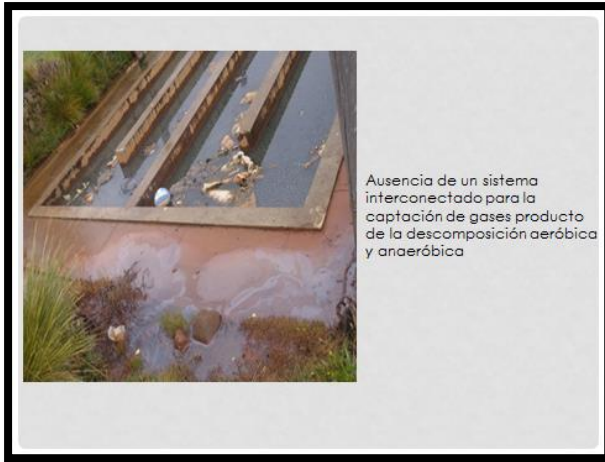 Ausencia de un sistema
interconectado para la
captación de gases producto
de la descomposición aeróbica
y anaeróbica